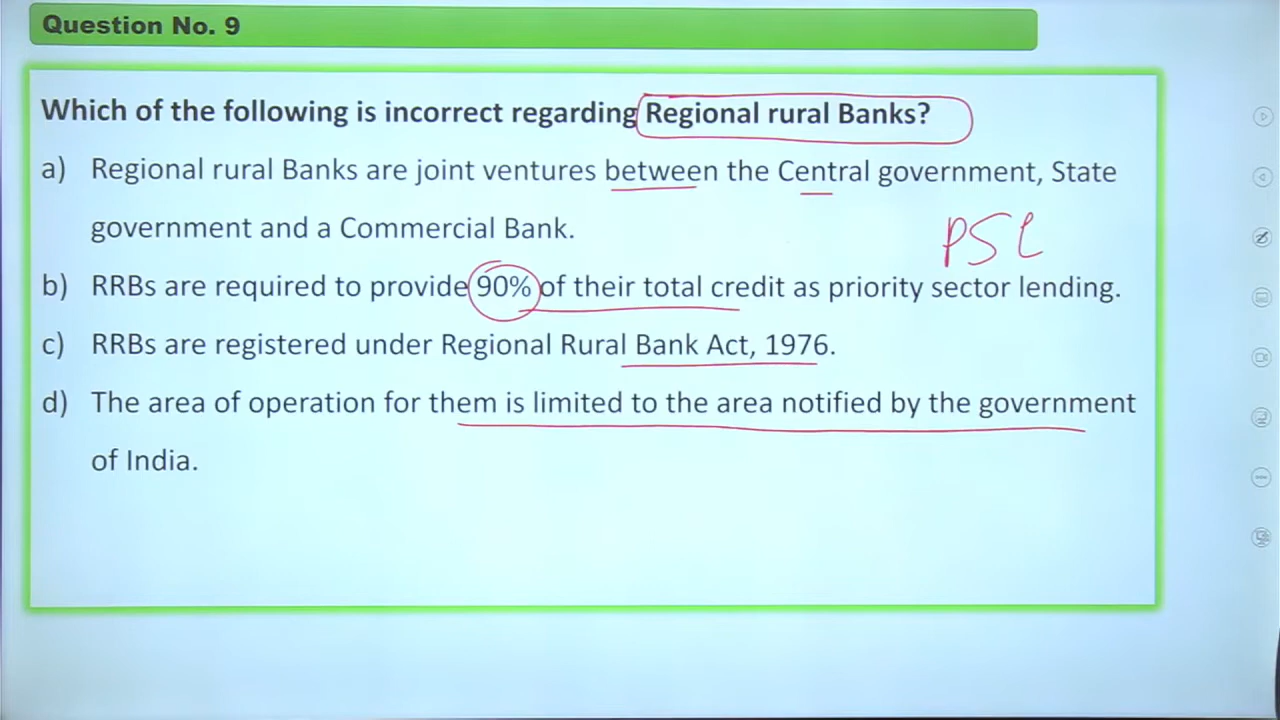 Question No. 9
Which of the following is incorrect regarding Regional rural Banks?
a) Regional rural Banks are joint ventures between the Central government, State
government and a Commercial Bank.
PSL
b) RRBs are required to provide 90% of their total credit as priority sector lending.
c) RRBs are registered under Regional Rural Bank Act, 1976.
d) The area of operation for them is limited to the area notified by the government
of India.